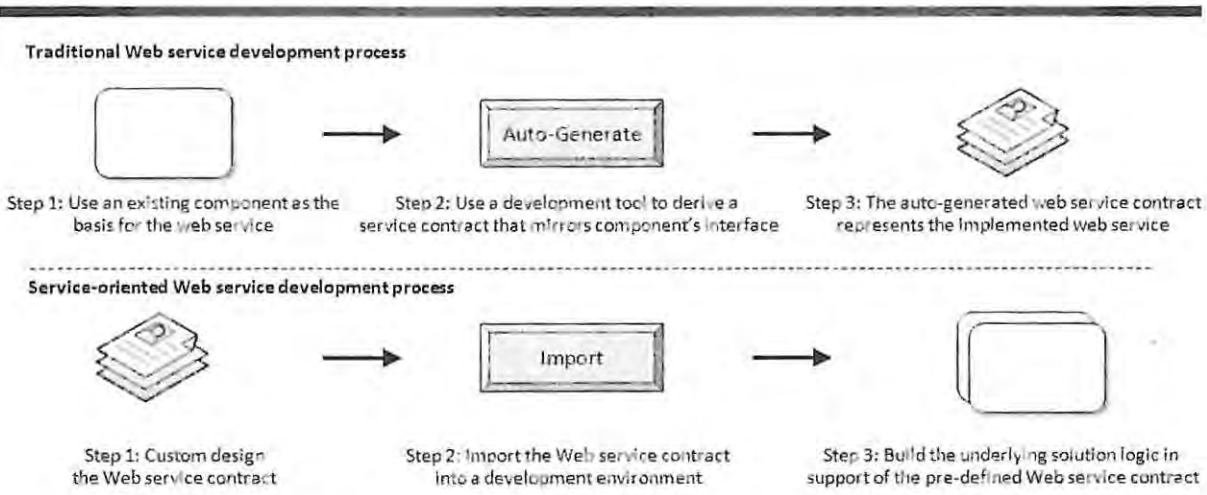 Traditional Web service development process
Auto-Generate
Step 1: Use an existing component as the
basis for the web service
Step 2: Use a development tool to derive a
service contract that mirrors component's interface
Step 3: The auto-generated web service contract
represents the implemented web service
Service-oriented Web service development process
Import
Step 1: Custom design
the Web service contract
Step 2: Import the Web service contract
into a development environment
Step 3: Build the underlying solution logic in
support of the pre-defined Web service contract